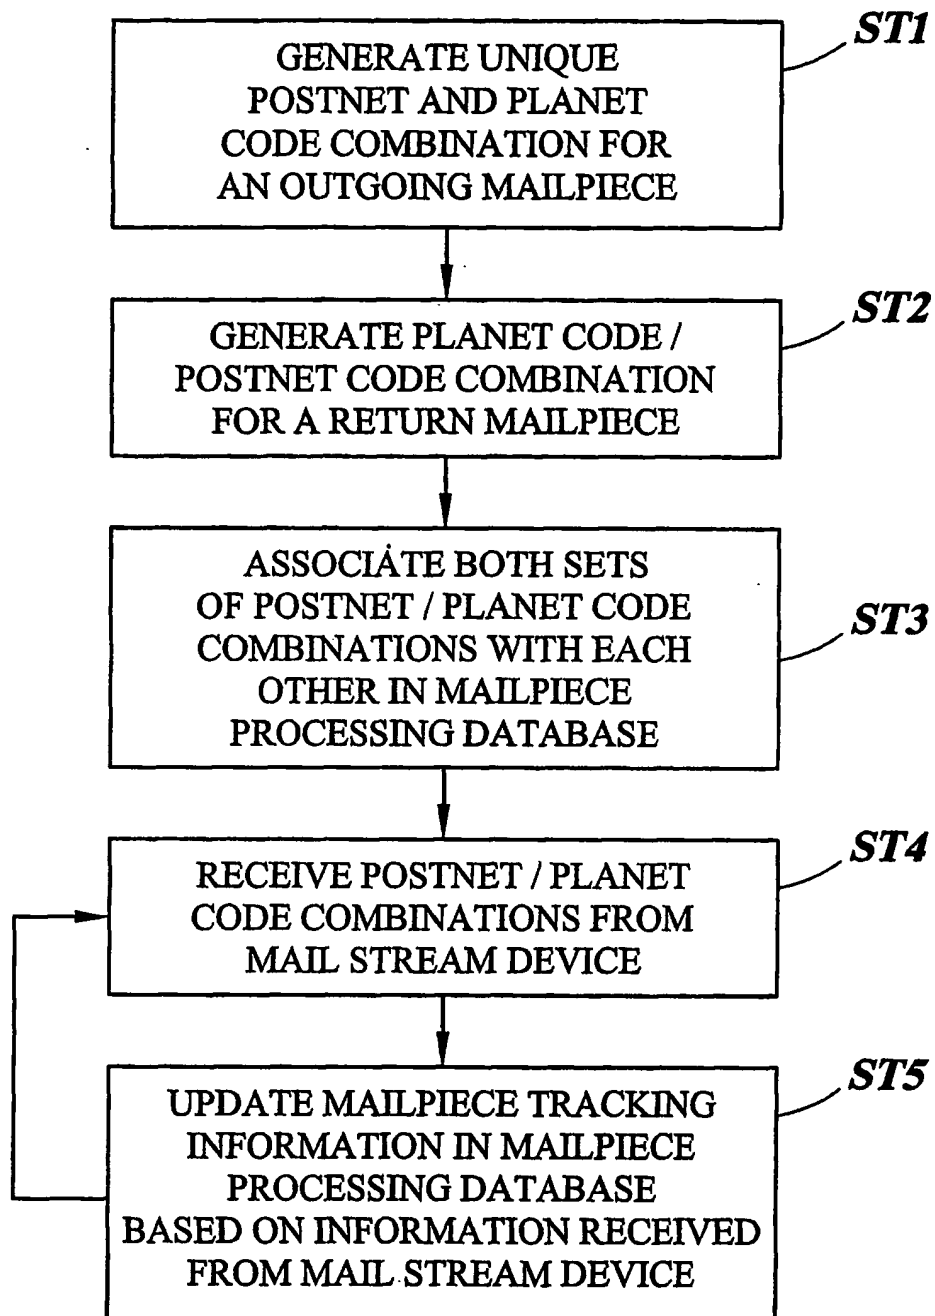 ST1
GENERATE UNIQUE
POSTNET AND PLANET
CODE COMBINATION FOR
AN OUTGOING MAILPIECE
ST2
GENERATE PLANET CODE /
POSTNET CODE COMBINATION
FOR A RETURN MAILPIECE
ST3
ASSOCIATE BOTH SETS
OF POSTNET / PLANET CODE
COMBINATIONS WITH EACH
OTHER IN MAILPIECE
PROCESSING DATABASE
ST4
RECEIVE POSTNET / PLANET
CODE COMBINATIONS FROM
MAIL STREAM DEVICE
ST5
UPDATE MAILPIECE TRACKING
INFORMATION IN MAILPIECE
PROCESSING DATABASE
BASED ON INFORMATION RECEIVED
FROM MAIL STREAM DEVICE